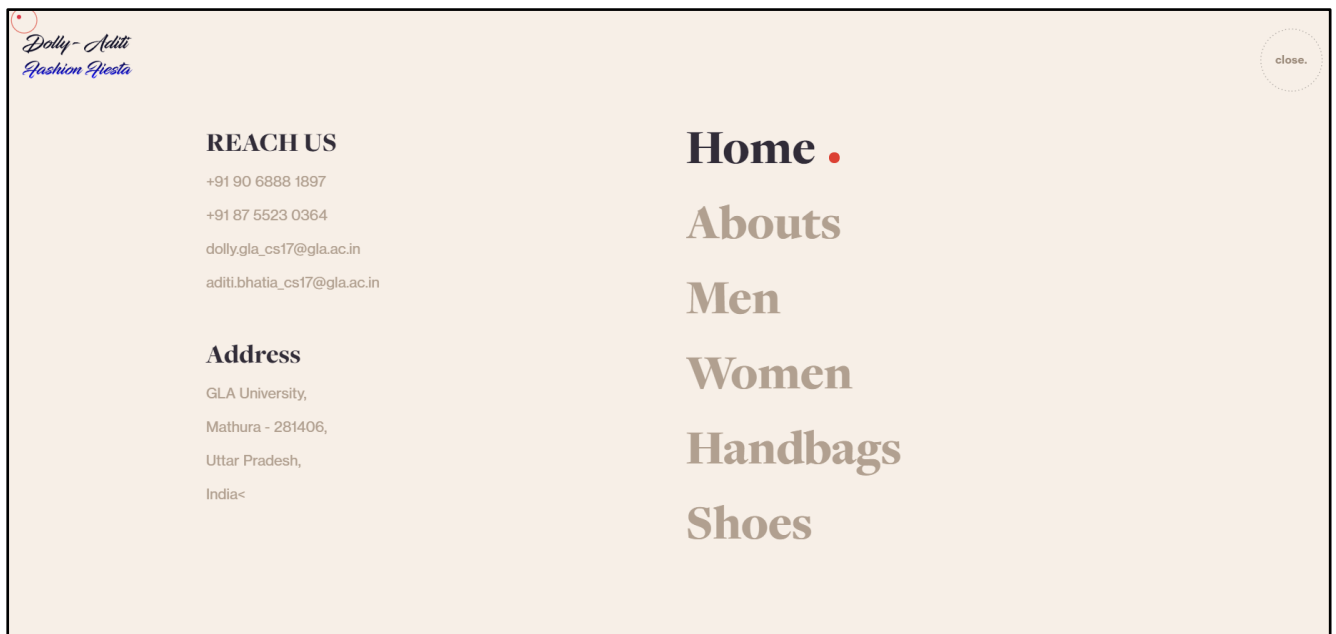 Dolly- Aditi
Fashion Fiesta
close.
REACH US
+91 90 6888 1897
+91 87 5523 0364
dolly.gla_cs17@gla.ac.in
aditi.bhatia_cs17@gla.ac.in
Address
GLA University,
Mathura - 281406,
Uttar Pradesh,
India<
Home .
Abouts
Men
Women
Handbags
Shoes